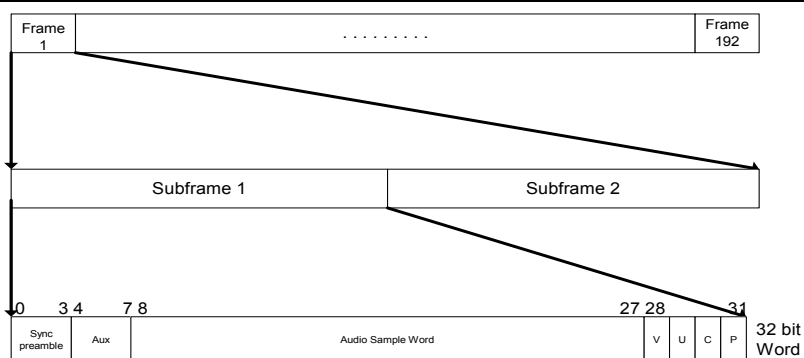 Frame
1
. . . . . . . . .
Frame
192
Subframe 1
Subframe 2
0 3 4 7 8 27 28 31
Sync
preamble
Aux
Audio Sample Word
V
U
C
P
32 bit
Word